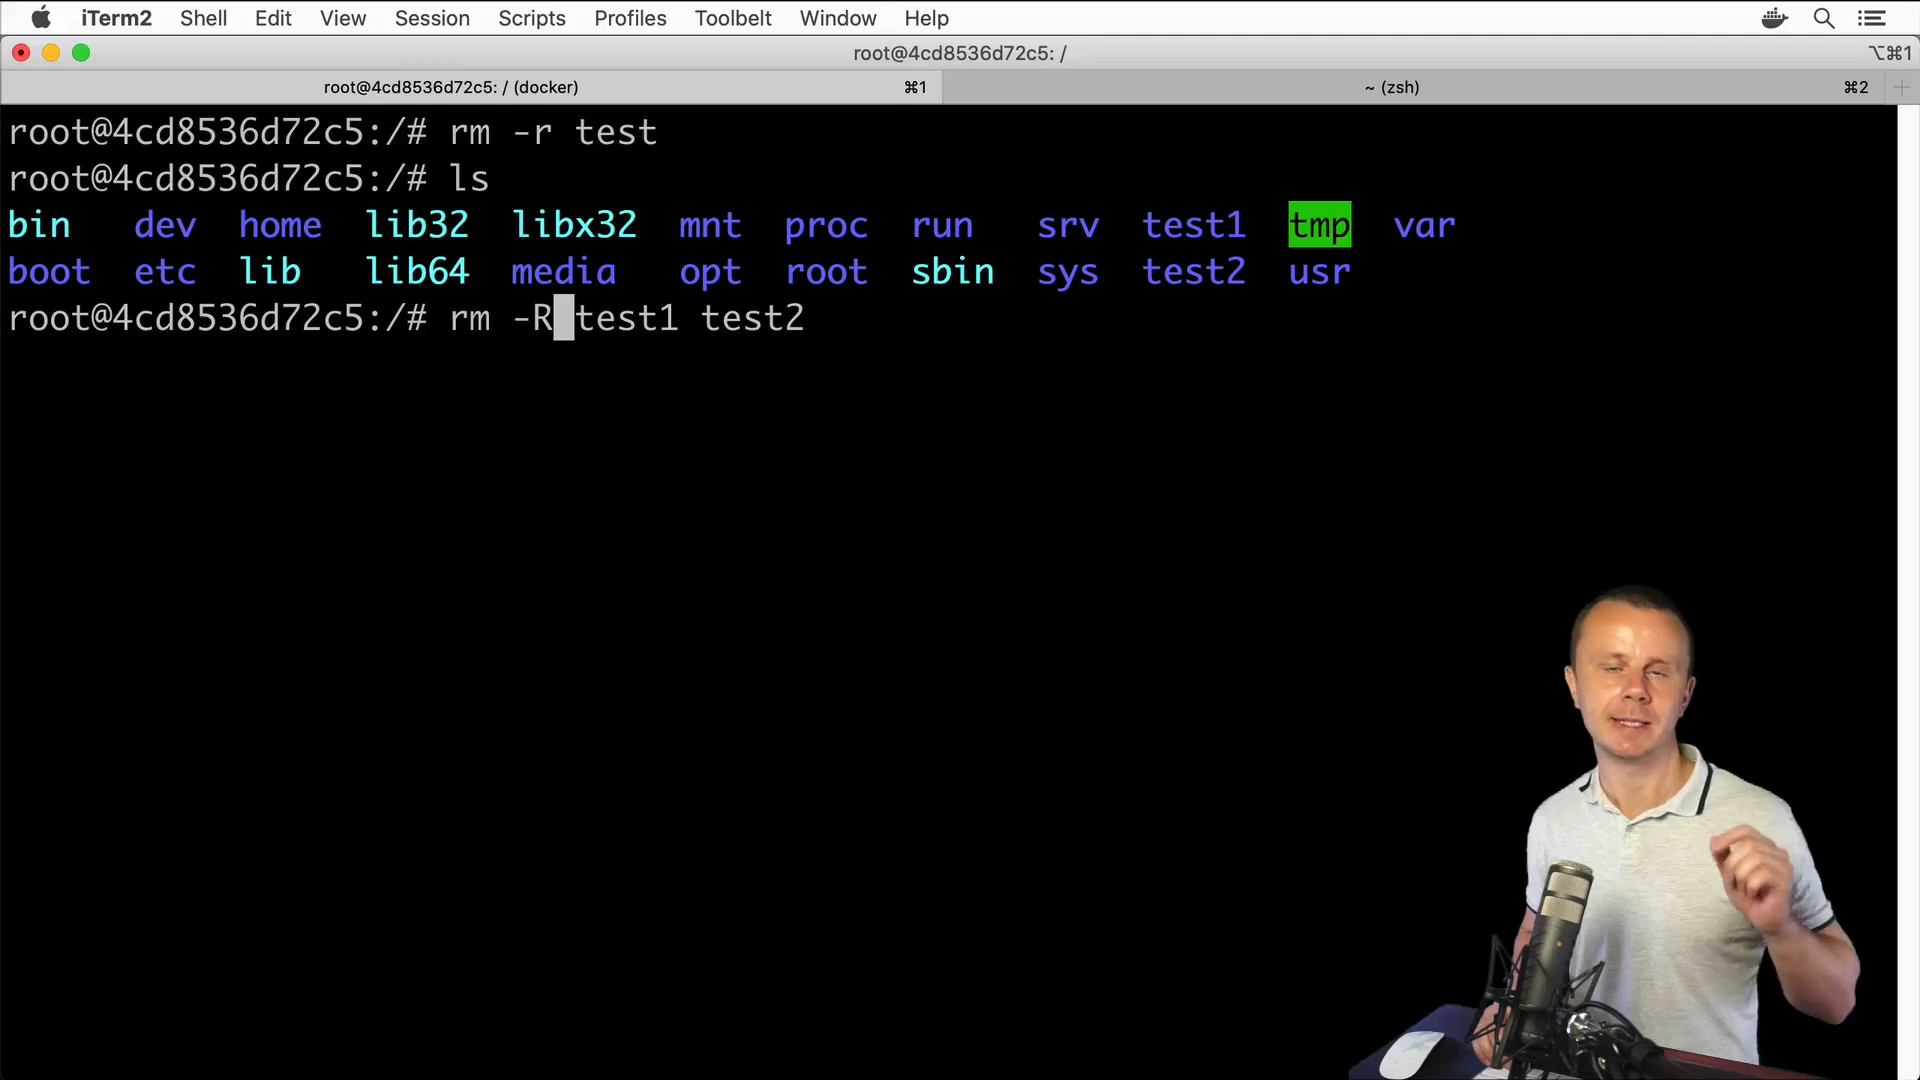 iTerm2 Shell Edit View Session Scripts Profiles Toolbelt Window Help
root@4cd8536d72c5: / ⌥⌘1
root@4cd8536d72c5: / (docker) ⌘1 ~ (zsh) ⌘2 +
root@4cd8536d72c5:/# rm -r test
root@4cd8536d72c5:/# ls
bin dev home lib32 libx32 mnt proc run srv test1 tmp var
boot etc lib lib64 media opt root sbin sys test2 usr
root@4cd8536d72c5:/# rm -R test1 test2